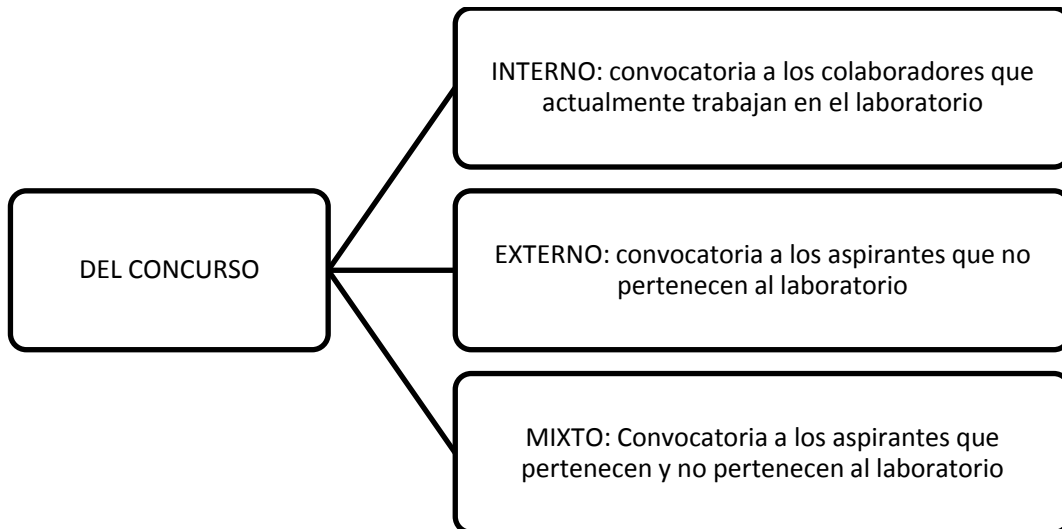 INTERNO: convocatoria a los colaboradores que
actualmente trabajan en el laboratorio
DEL CONCURSO
EXTERNO: convocatoria a los aspirantes que no
pertenecen al laboratorio
MIXTO: Convocatoria a los aspirantes que
pertenecen y no pertenecen al laboratorio